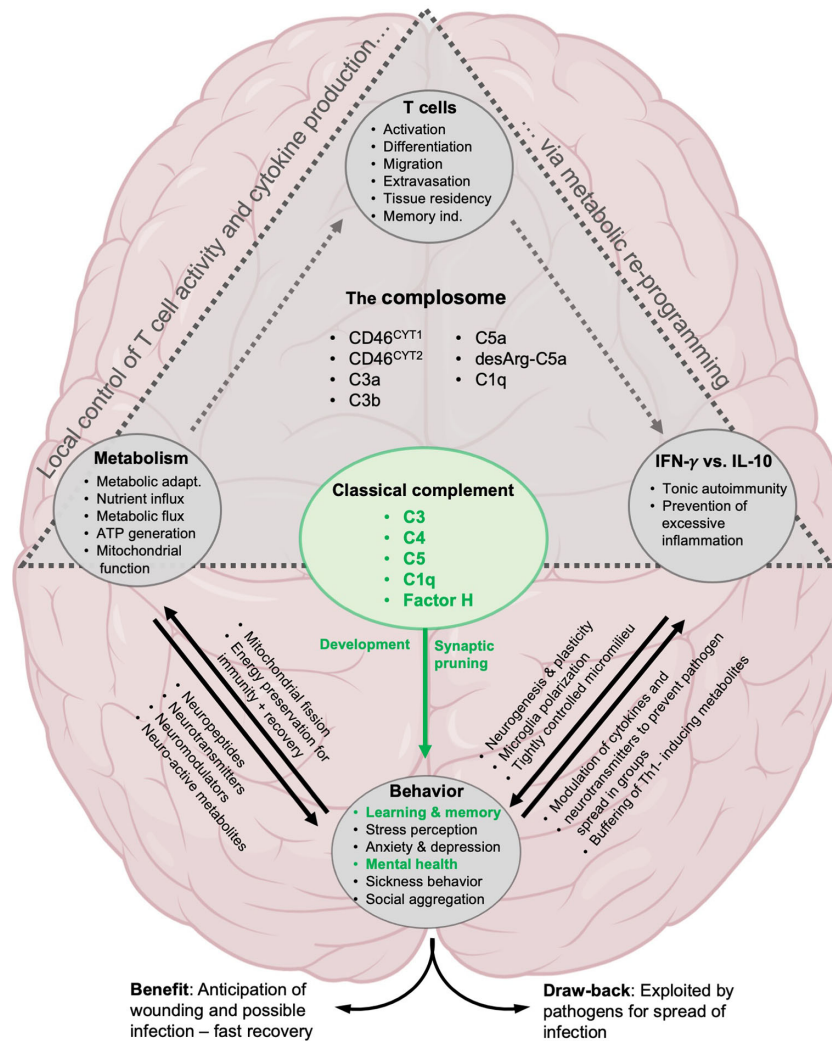 Local control of T cell activity and cytokine production...
... via metabolic re-programming
T cells
• Activation
• Differentiation
• Migration
• Extravasation
• Tissue residency
• Memory ind.
The complosome
• CD46CYT1
• CD46CYT2
• C3a
• C3b
• C5a
• desArg-C5a
• C1q
Metabolism
• Metabolic adapt.
• Nutrient influx
• Metabolic flux
• ATP generation
• Mitochondrial
function
Classical complement
• C3
• C4
• C5
• C1q
• Factor H
IFN-γ vs. IL-10
• Tonic autoimmunity
• Prevention of
excessive
inflammation
Development
Synaptic
pruning
• Mitochondrial fission
• Energy preservation for
immunity + recovery
• Neuropeptides
• Neurotransmitters
• Neuromodulators
• Neuro-active metabolites
• Neurogenesis & plasticity
• Microglia polarization
• Tightly controlled micromilieu
• Modulation of cytokines and
neurotransmitters to prevent pathogen
spread in groups
• Buffering of Th1- inducing metabolites
Behavior
• Learning & memory
• Stress perception
• Anxiety & depression
• Mental health
• Sickness behavior
• Social aggregation
Benefit: Anticipation of
wounding and possible
infection – fast recovery
Draw-back: Exploited by
pathogens for spread of
infection